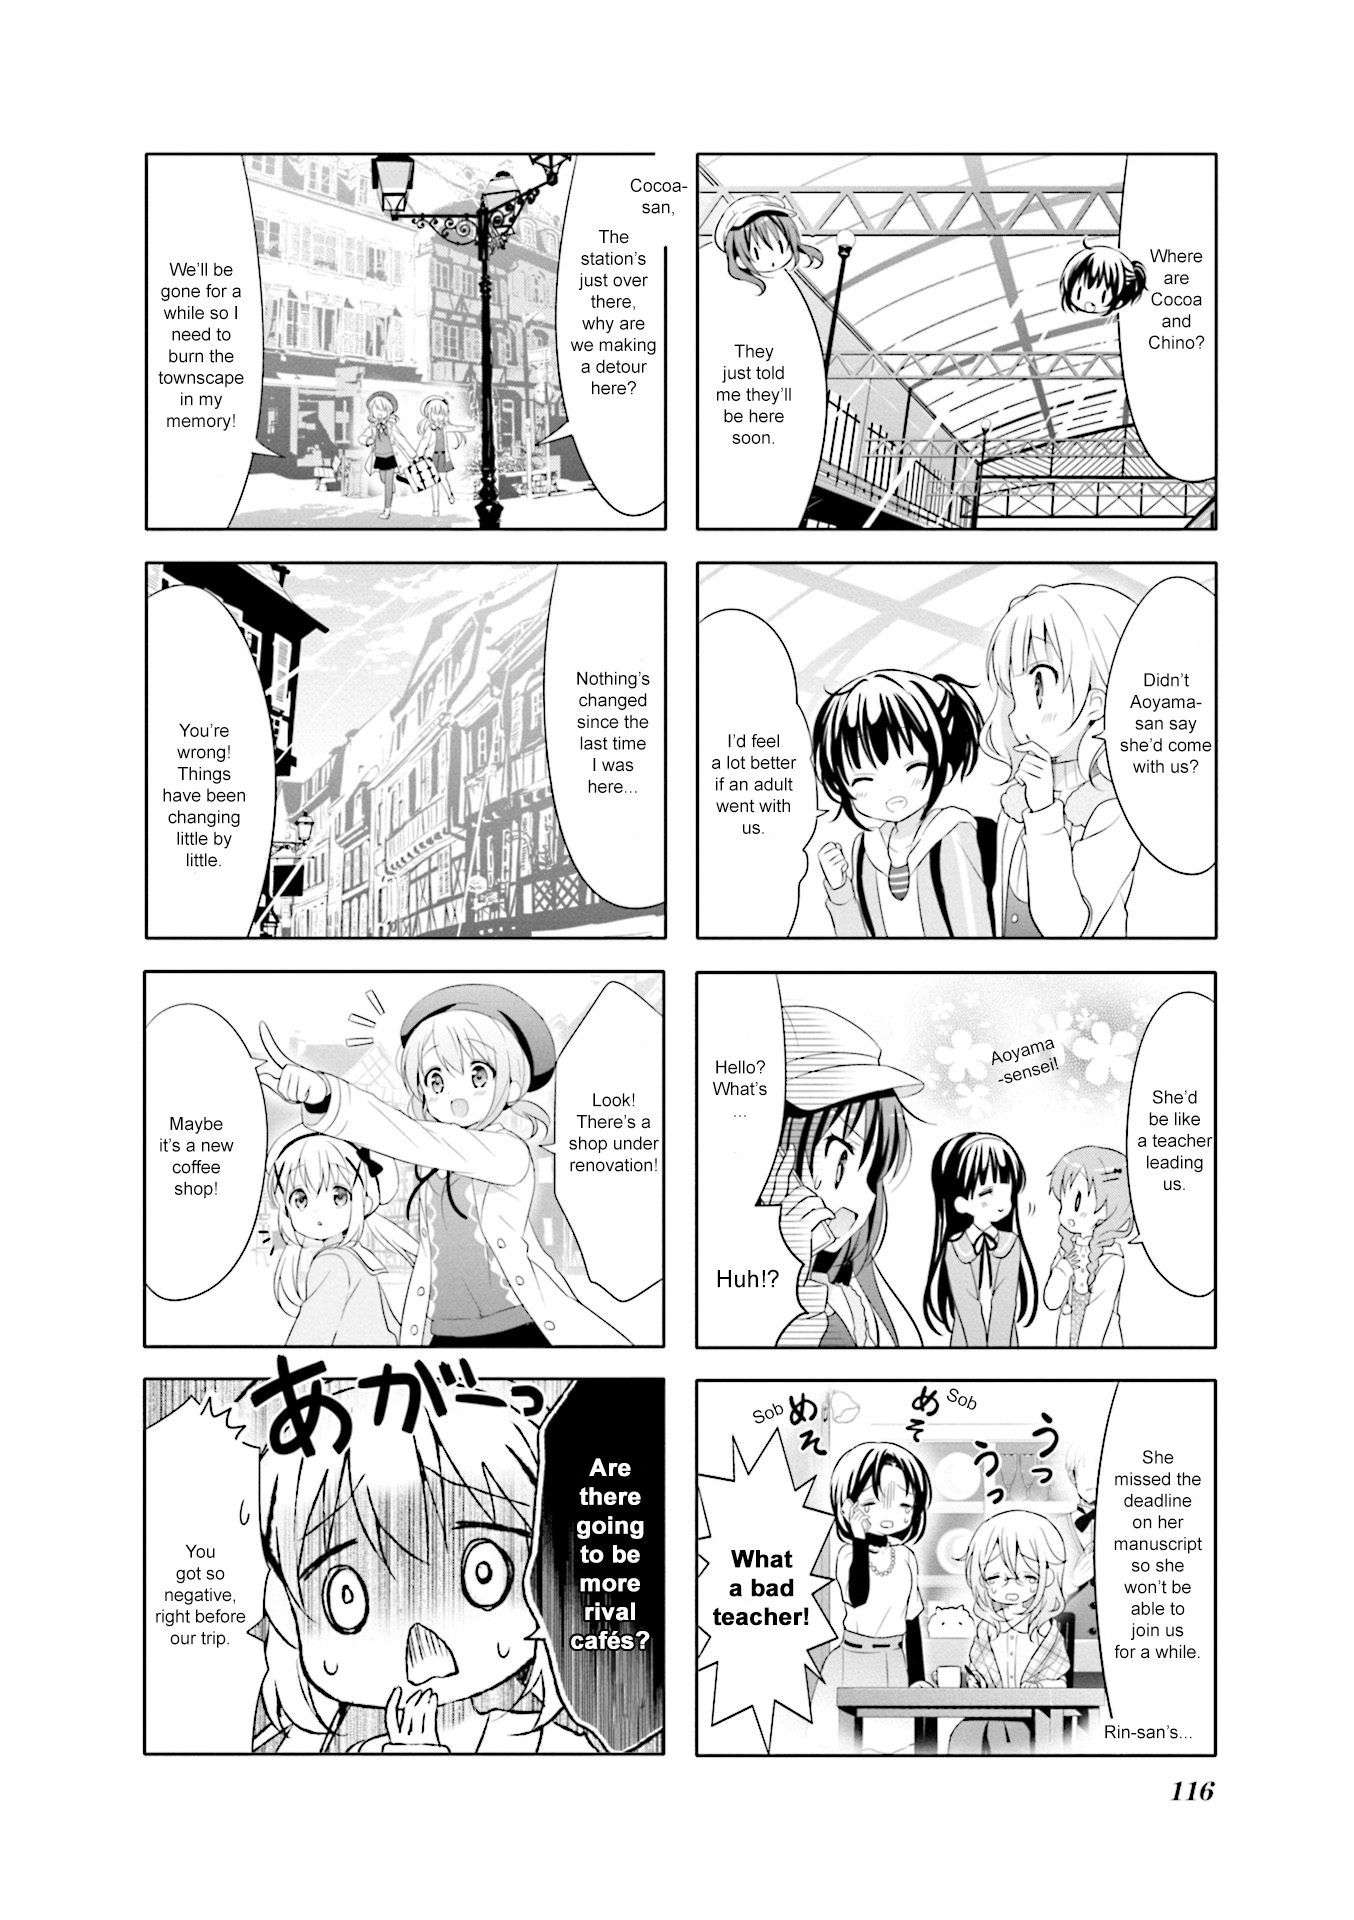 Where
are
Cocoa
and
Chino?
They
just told
me they'll
be here
soon.
Didn't
Aoyama-
san say
she'd come
with us?
I'd feel
a lot better
if an adult
went with
us.
She'd
be like
a teacher
leading
us.
Aoyama
-sensei!
Hello?
What's
...
Huh!?
She
missed the
deadline
on her
manuscript
so she
won't be
able to
join us
for a while.
Rin-san's...
うっ
うっ
Sob
めそ
Sob
めそ
What
a bad
teacher!
Cocoa-
san,
The
station's
just over
there,
why are
we making
a detour
here?
We'll be
gone for a
while so I
need to
burn the
townscape
in my
memory!
Nothing's
changed
since the
last time
I was
here...
You're
wrong!
Things
have been
changing
little by
little.
Look!
There's a
shop under
renovation!
Maybe
it's a new
coffee
shop!
あがーっ
Are
there
going
to be
more
rival
cafés?
You
got so
negative,
right before
our trip.
116